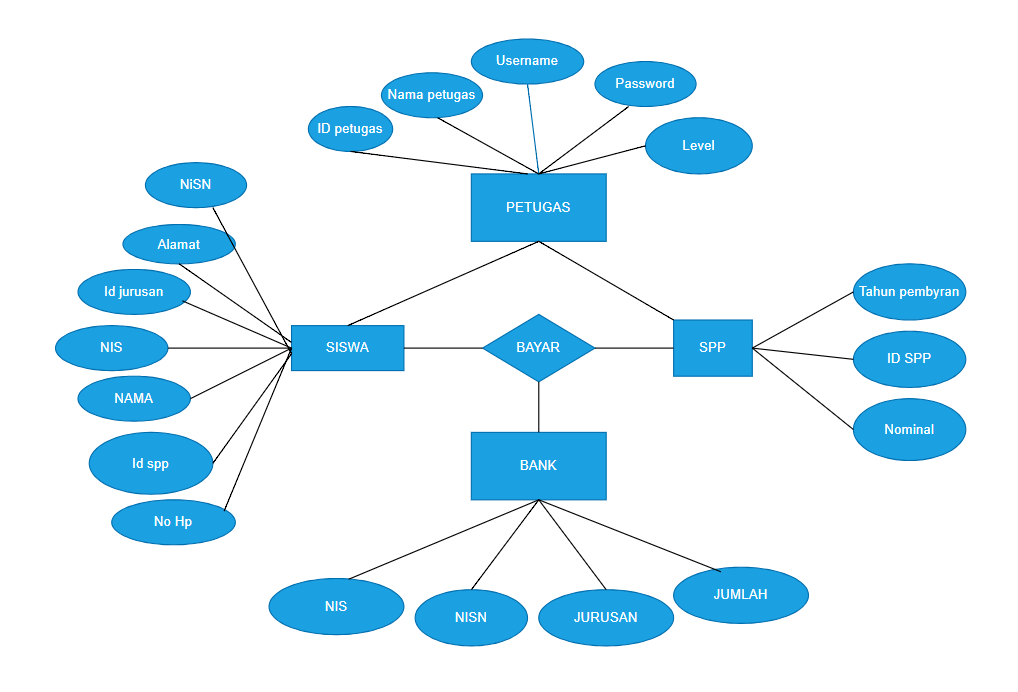 Username
Password
Nama petugas
ID petugas
Level
NiSN
PETUGAS
Alamat
Id jurusan
Tahun pembyran
NIS
SISWA
BAYAR
SPP
ID SPP
NAMA
Nominal
Id spp
BANK
No Hp
NIS
NISN
JURUSAN
JUMLAH